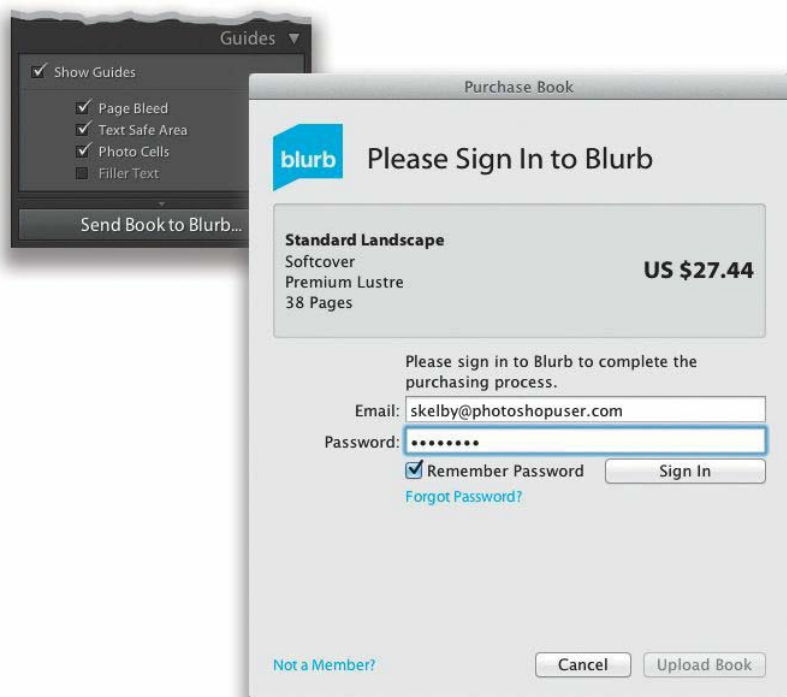 Guides
Show Guides
Page Bleed
Text Safe Area
Photo Cells
Filler Text
Send Book to Blurb...
Purchase Book
blurb
Please Sign In to Blurb
Standard Landscape
Softcover
Premium Lustre
38 Pages
US $27.44
Please sign in to Blurb to complete the
purchasing process.
Email: skelby@photoshopuser.com
Password: ••••••••
Remember Password
Sign In
Forgot Password?
Not a Member?
Cancel
Upload Book